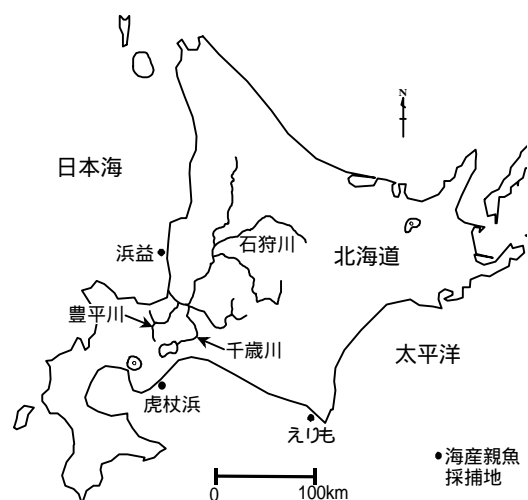 N
日本海
石狩川
浜益
北海道
豊平川
千歳川
太平洋
虎杖浜
えりも
●海産親魚
採捕地
0 100km